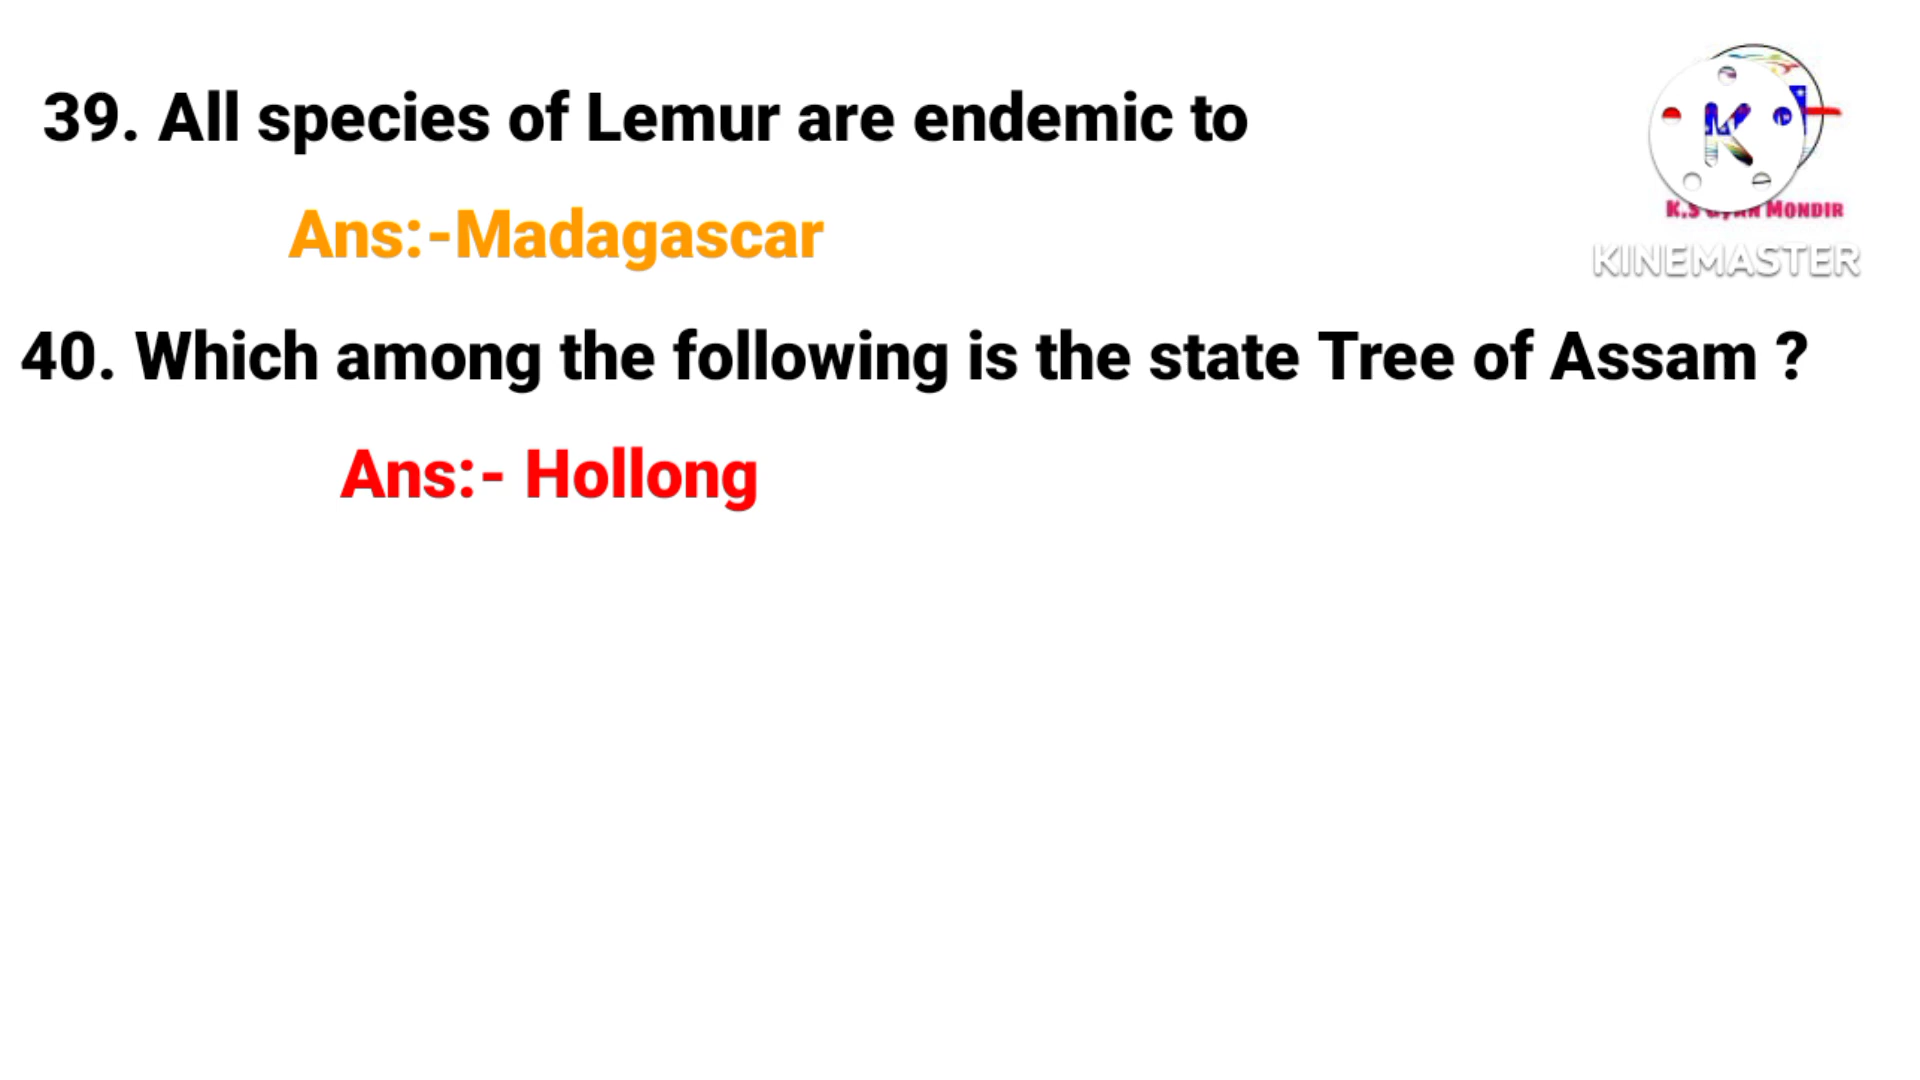 39. All species of Lemur are endemic to
Ans:-Madagascar
40. Which among the following is the state Tree of Assam ?
Ans:- Hollong
K
K.S
MONDIR
KINEMASTER